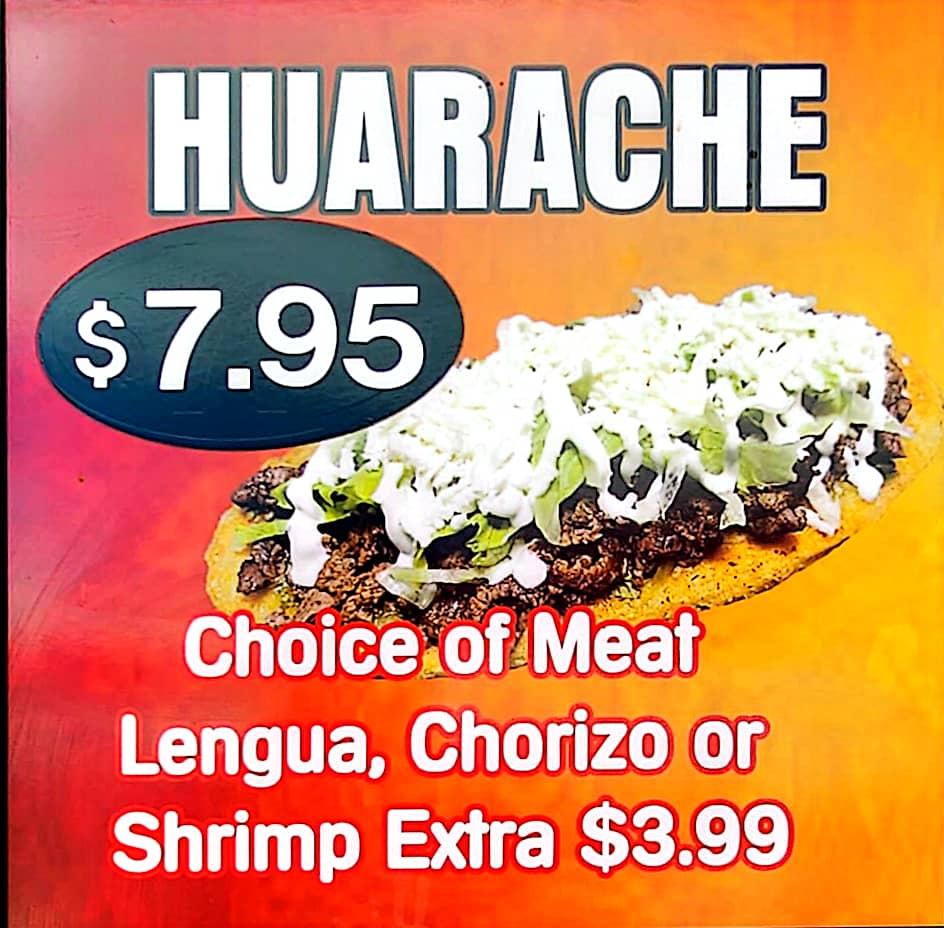 HUARACHE
$7.95
Choice of Meat
Lengua, Chorizo or
Shrimp Extra $3.99